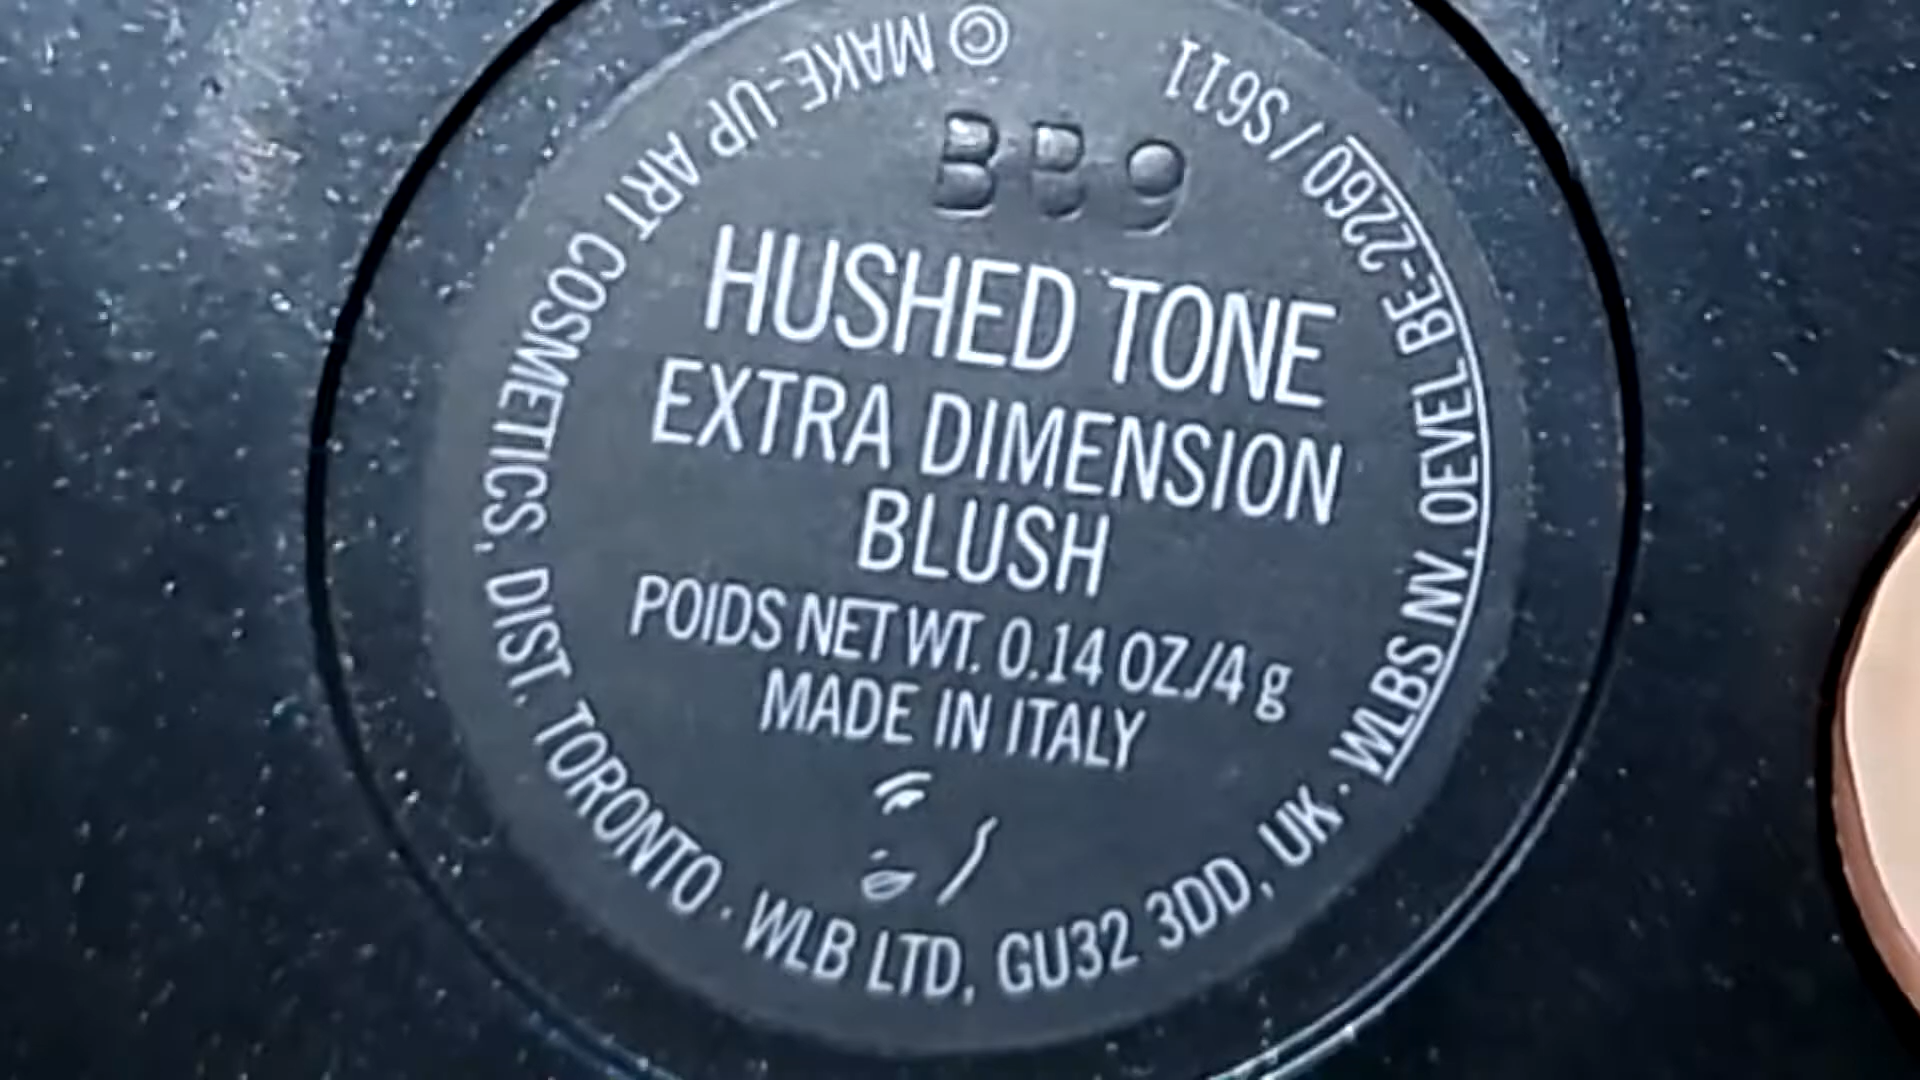 BB9
HUSHED TONE
EXTRA DIMENSION
BLUSH
POIDS NET WT. 0.14 OZ./4 g
MADE IN ITALY
© MAKE-UP ART COSMETICS, DIST. TORONTO · WLB LTD, GU32 3DD, UK · WLBS NV, OEVEL BE-2260 / S611